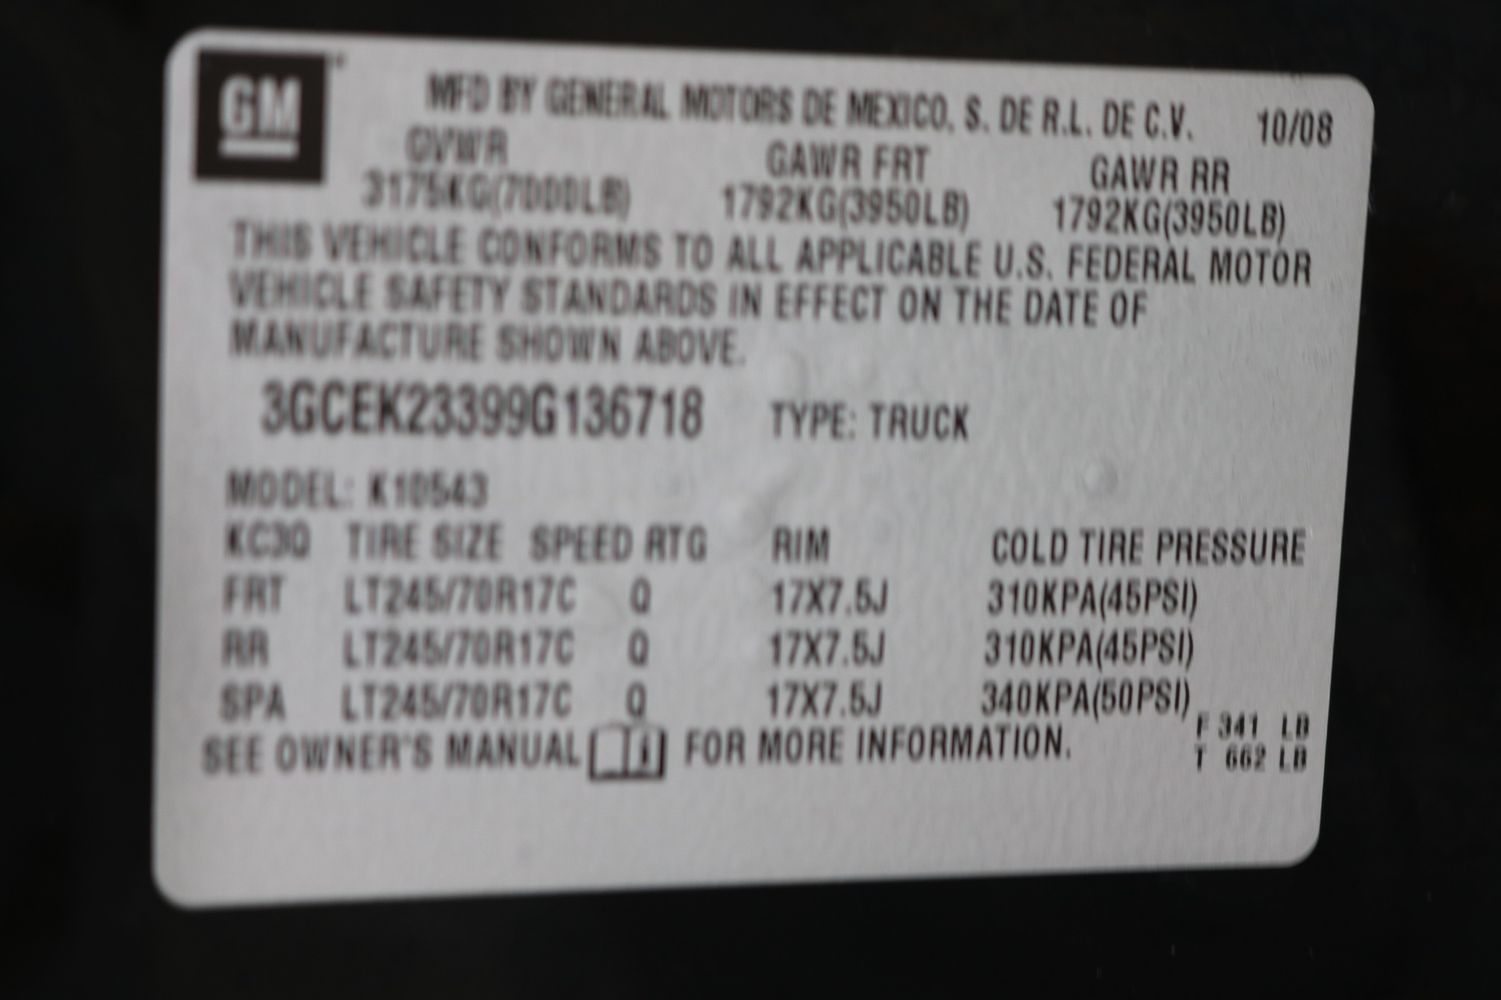 GM
MFD BY GENERAL MOTORS DE MEXICO, S. DE R.L. DE C.V. 10/08
GVWR GAWR FRT GAWR RR
3175KG(7000LB) 1792KG(3950LB) 1792KG(3950LB)
THIS VEHICLE CONFORMS TO ALL APPLICABLE U.S. FEDERAL MOTOR
VEHICLE SAFETY STANDARDS IN EFFECT ON THE DATE OF
MANUFACTURE SHOWN ABOVE.
3GCEK23399G136718 TYPE: TRUCK
MODEL: K10543
KC3Q TIRE SIZE SPEED RTG RIM COLD TIRE PRESSURE
FRT LT245/70R17C Q 17X7.5J 310KPA(45PSI)
RR LT245/70R17C Q 17X7.5J 310KPA(45PSI)
SPA LT245/70R17C Q 17X7.5J 340KPA(50PSI)
F 341 LB
SEE OWNER'S MANUAL FOR MORE INFORMATION.
T 662 LB